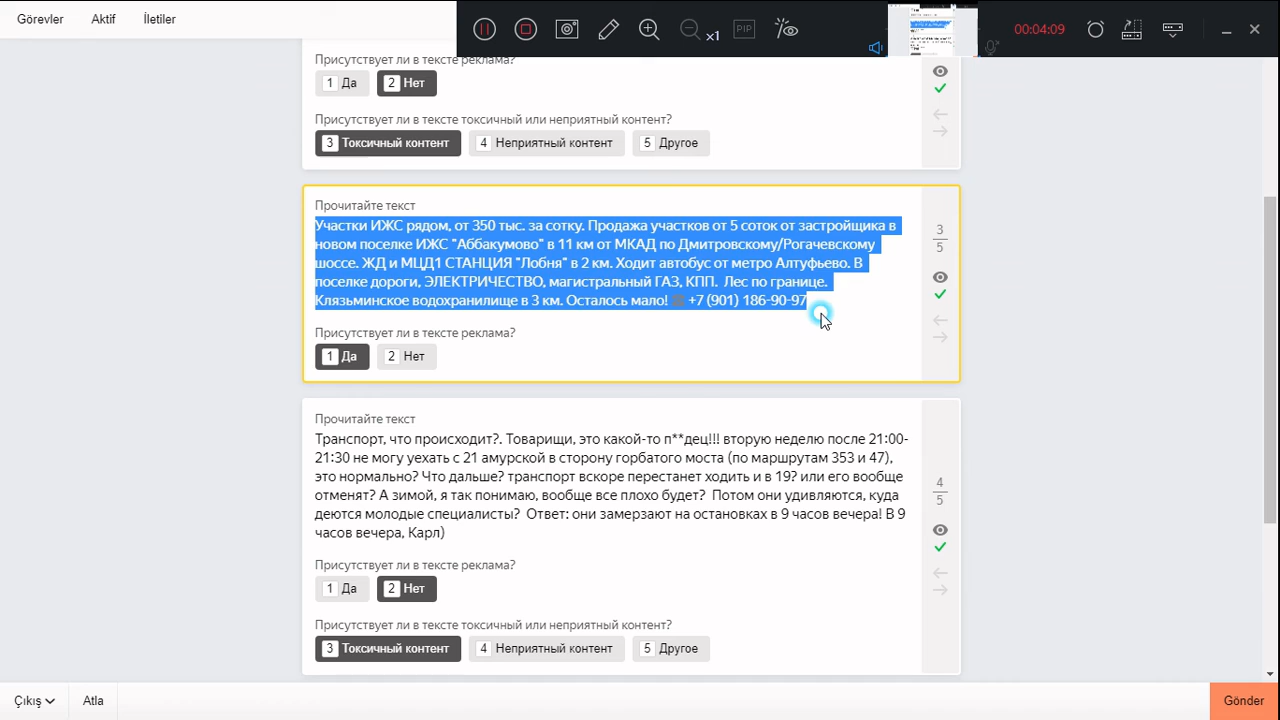 Görevler Aktif İletiler
x1 PIP 00:04:09
Присутствует ли в тексте реклама?
1 Да 2 Нет
Присутствует ли в тексте токсичный или неприятный контент?
3 Токсичный контент 4 Неприятный контент 5 Другое
Прочитайте текст
Участки ИЖС рядом, от 350 тыс. за сотку. Продажа участков от 5 соток от застройщика в
новом поселке ИЖС "Аббакумово" в 11 км от МКАД по Дмитровскому/Рогачевскому
шоссе. ЖД и МЦД1 СТАНЦИЯ "Лобня" в 2 км. Ходит автобус от метро Алтуфьево. В
поселке дороги, ЭЛЕКТРИЧЕСТВО, магистральный ГАЗ, КПП. Лес по границе.
Клязьминское водохранилище в 3 км. Осталось мало! +7 (901) 186-90-97
3
5
Присутствует ли в тексте реклама?
1 Да 2 Нет
Прочитайте текст
Транспорт, что происходит?. Товарищи, это какой-то п**дец!!! вторую неделю после 21:00-
21:30 не могу уехать с 21 амурской в сторону горбатого моста (по маршрутам 353 и 47),
это нормально? Что дальше? транспорт вскоре перестанет ходить и в 19? или его вообще
отменят? А зимой, я так понимаю, вообще все плохо будет? Потом они удивляются, куда
деются молодые специалисты? Ответ: они замерзают на остановках в 9 часов вечера! В 9
часов вечера, Карл)
4
5
Присутствует ли в тексте реклама?
1 Да 2 Нет
Присутствует ли в тексте токсичный или неприятный контент?
3 Токсичный контент 4 Неприятный контент 5 Другое
Çıkış Atla Gönder